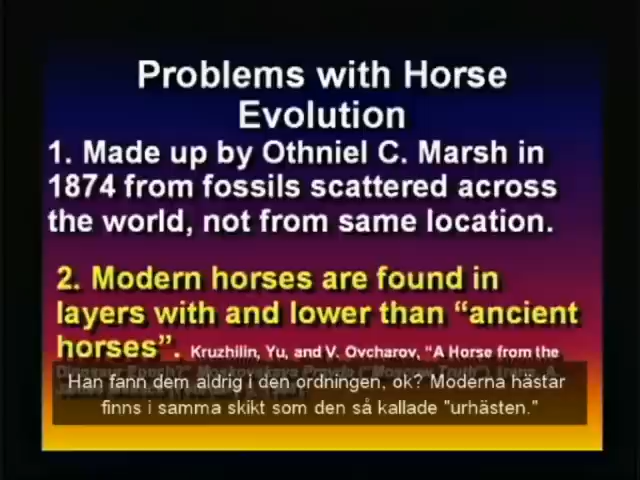 Problems with Horse
Evolution
1. Made up by Othniel C. Marsh in
1874 from fossils scattered across
the world, not from same location.
2. Modern horses are found in
layers with and lower than “ancient
horses”. Kruzhilin, Yu, and V. Ovcharov, “A Horse from the
Han fann dem aldrig i den ordningen, ok? Moderna hästar
finns i samma skikt som den så kallade "urhästen."